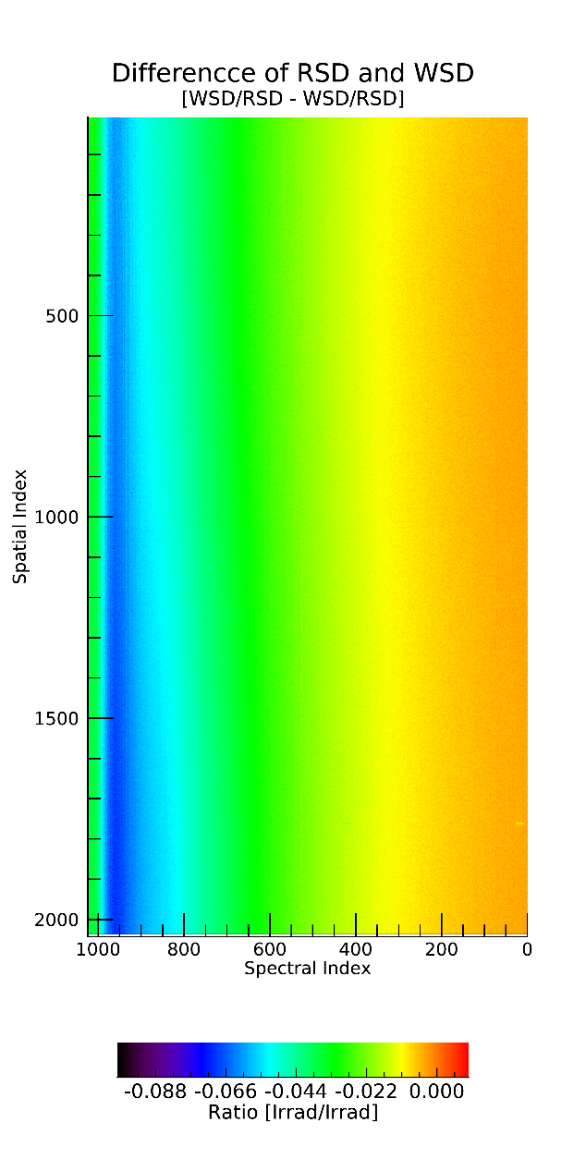 Differencce of RSD and WSD
[WSD/RSD - WSD/RSD]
500
1000
1500
2000
Spatial Index
1000 800 600 400 200 0
Spectral Index
-0.088 -0.066 -0.044 -0.022 0.000
Ratio [Irrad/Irrad]